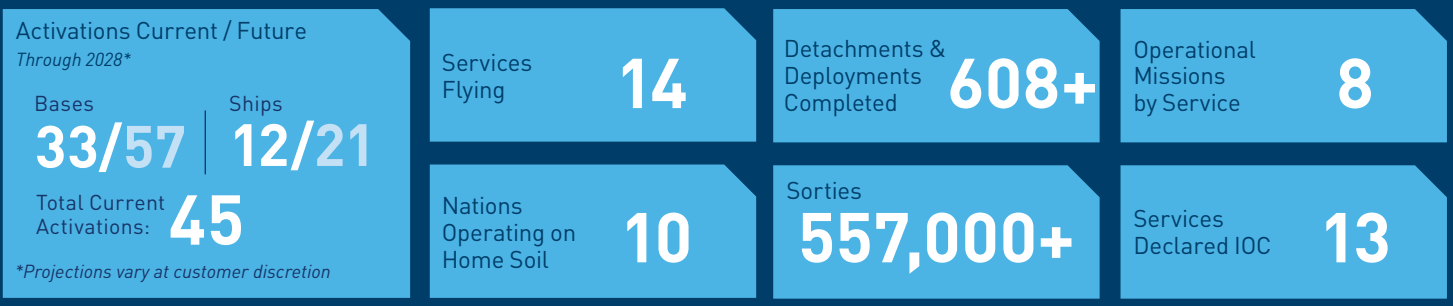 Activations Current / Future
Through 2028*
Bases
33/57
Ships
12/21
Total Current
Activations:
45
*Projections vary at customer discretion
Services
Flying
14
Detachments &
Deployments
Completed
608+
Operational
Missions
by Service
8
Nations
Operating on
Home Soil
10
Sorties
557,000+
Services
Declared IOC
13